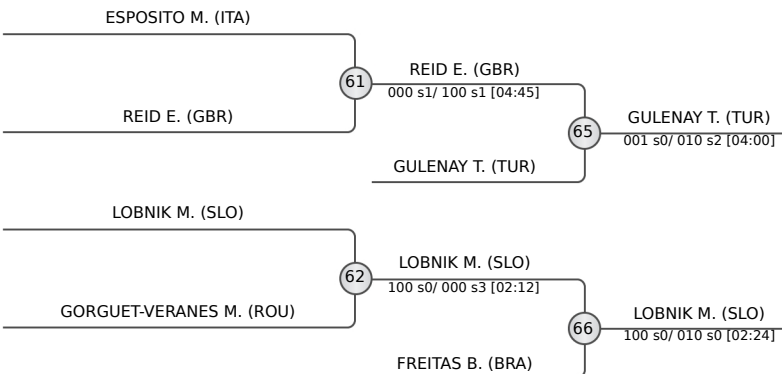 ESPOSITO M. (ITA)
61
REID E. (GBR)
000 s1/ 100 s1 [04:45]
REID E. (GBR)
65
GULENAY T. (TUR)
001 s0/ 010 s2 [04:00]
GULENAY T. (TUR)
LOBNIK M. (SLO)
62
LOBNIK M. (SLO)
100 s0/ 000 s3 [02:12]
GORGUET-VERANES M. (ROU)
66
LOBNIK M. (SLO)
100 s0/ 010 s0 [02:24]
FREITAS B. (BRA)